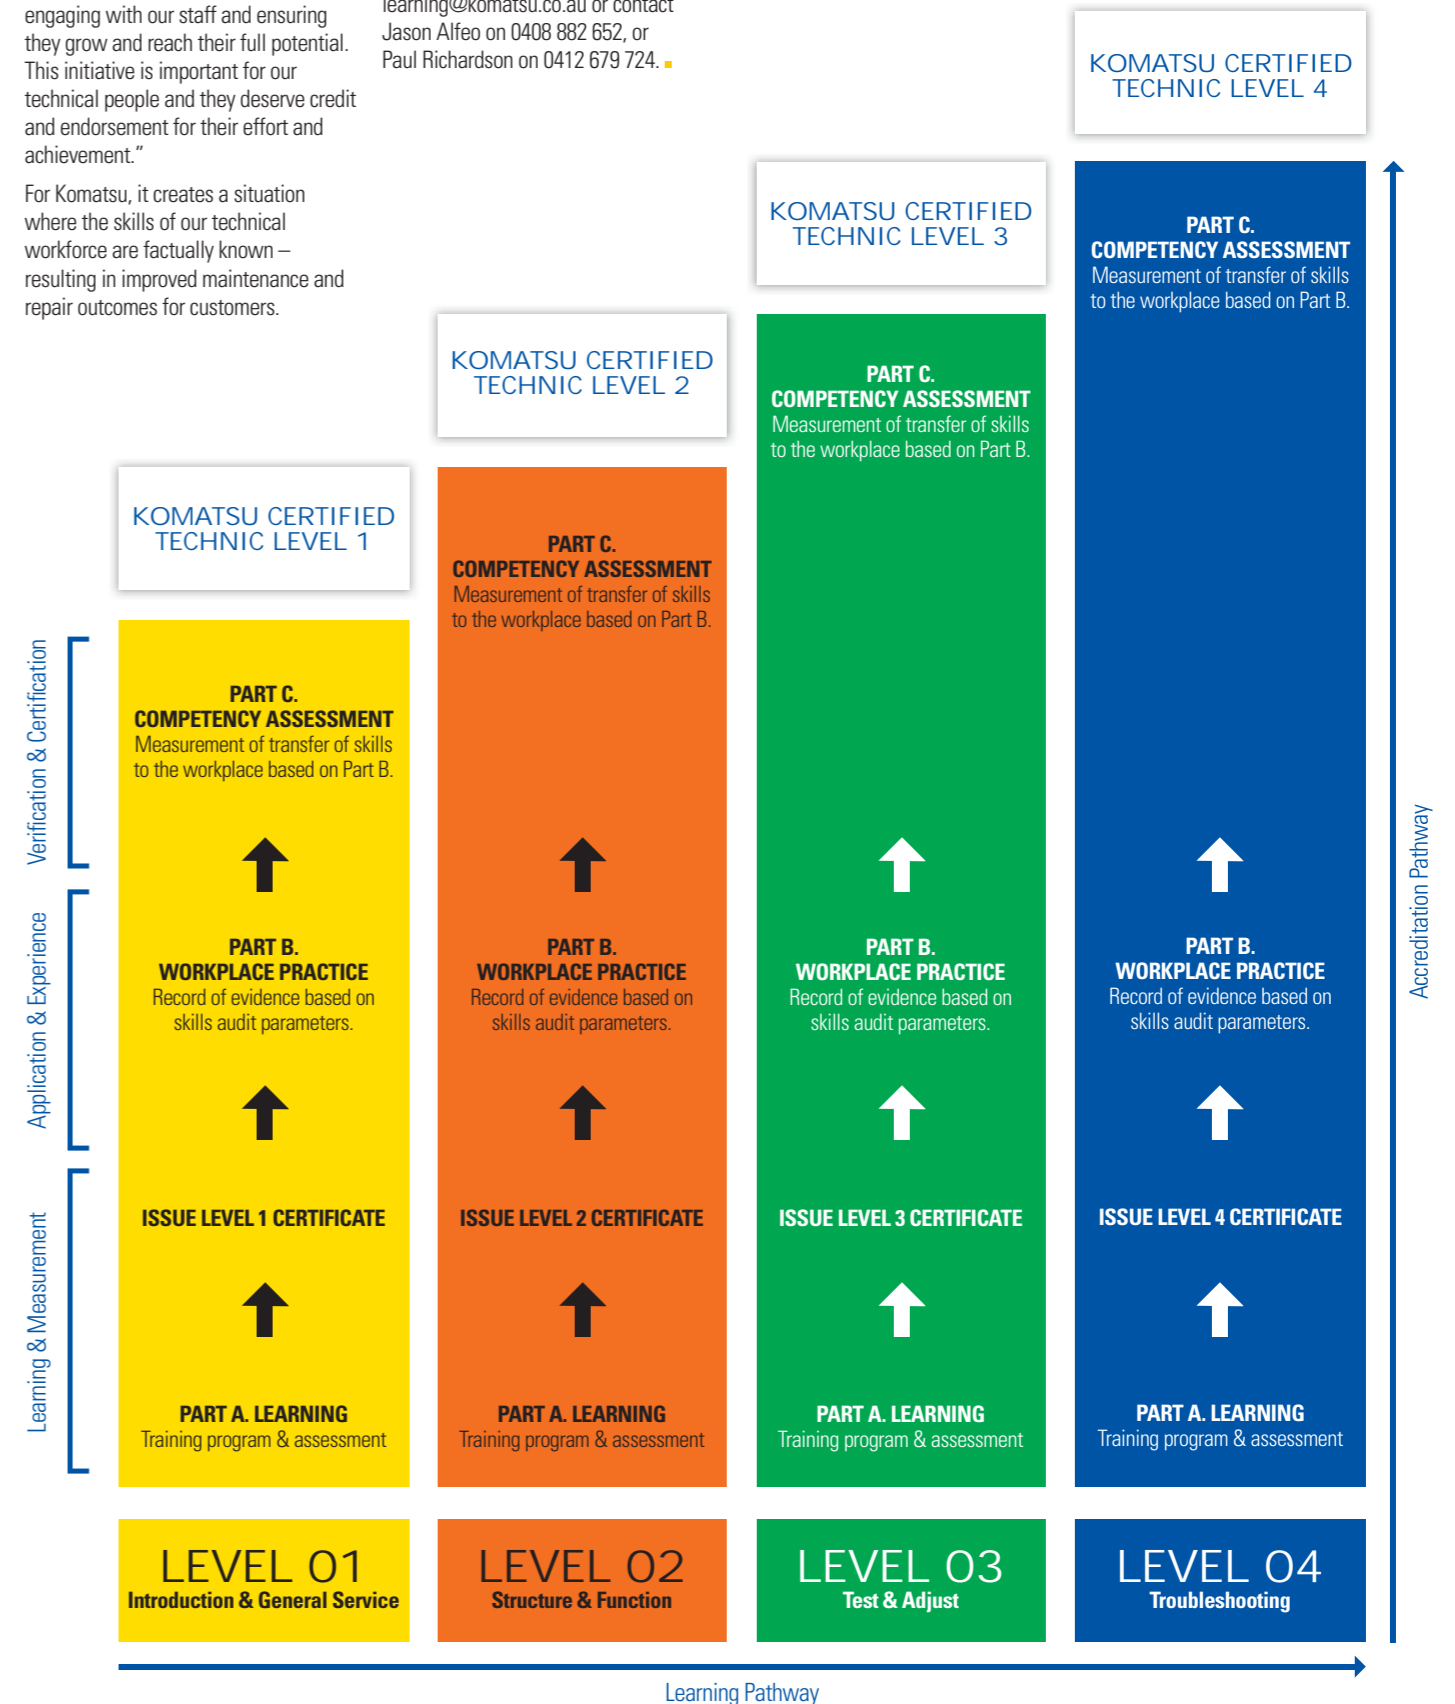 engaging with our staff and ensuring
they grow and reach their full potential.
This initiative is important for our
technical people and they deserve credit
and endorsement for their effort and
achievement.”
For Komatsu, it creates a situation
where the skills of our technical
workforce are factually known –
resulting in improved maintenance and
repair outcomes for customers.
learning@komatsu.co.au or contact
Jason Alfeo on 0408 882 652, or
Paul Richardson on 0412 679 724.
KOMATSU CERTIFIED
TECHNIC LEVEL 1
PART C.
COMPETENCY ASSESSMENT
Measurement of transfer of skills
to the workplace based on Part B.
PART B.
WORKPLACE PRACTICE
Record of evidence based on
skills audit parameters.
ISSUE LEVEL 1 CERTIFICATE
PART A. LEARNING
Training program & assessment
LEVEL 01
Introduction & General Service
KOMATSU CERTIFIED
TECHNIC LEVEL 2
PART C.
COMPETENCY ASSESSMENT
Measurement of transfer of skills
to the workplace based on Part B.
PART B.
WORKPLACE PRACTICE
Record of evidence based on
skills audit parameters.
ISSUE LEVEL 2 CERTIFICATE
PART A. LEARNING
Training program & assessment
LEVEL 02
Structure & Function
KOMATSU CERTIFIED
TECHNIC LEVEL 3
PART C.
COMPETENCY ASSESSMENT
Measurement of transfer of skills
to the workplace based on Part B.
PART B.
WORKPLACE PRACTICE
Record of evidence based on
skills audit parameters.
ISSUE LEVEL 3 CERTIFICATE
PART A. LEARNING
Training program & assessment
LEVEL 03
Test & Adjust
KOMATSU CERTIFIED
TECHNIC LEVEL 4
PART C.
COMPETENCY ASSESSMENT
Measurement of transfer of skills
to the workplace based on Part B.
PART B.
WORKPLACE PRACTICE
Record of evidence based on
skills audit parameters.
ISSUE LEVEL 4 CERTIFICATE
PART A. LEARNING
Training program & assessment
LEVEL 04
Troubleshooting
Verification & Certification
Application & Experience
Learning & Measurement
Accreditation Pathway
Learning Pathway